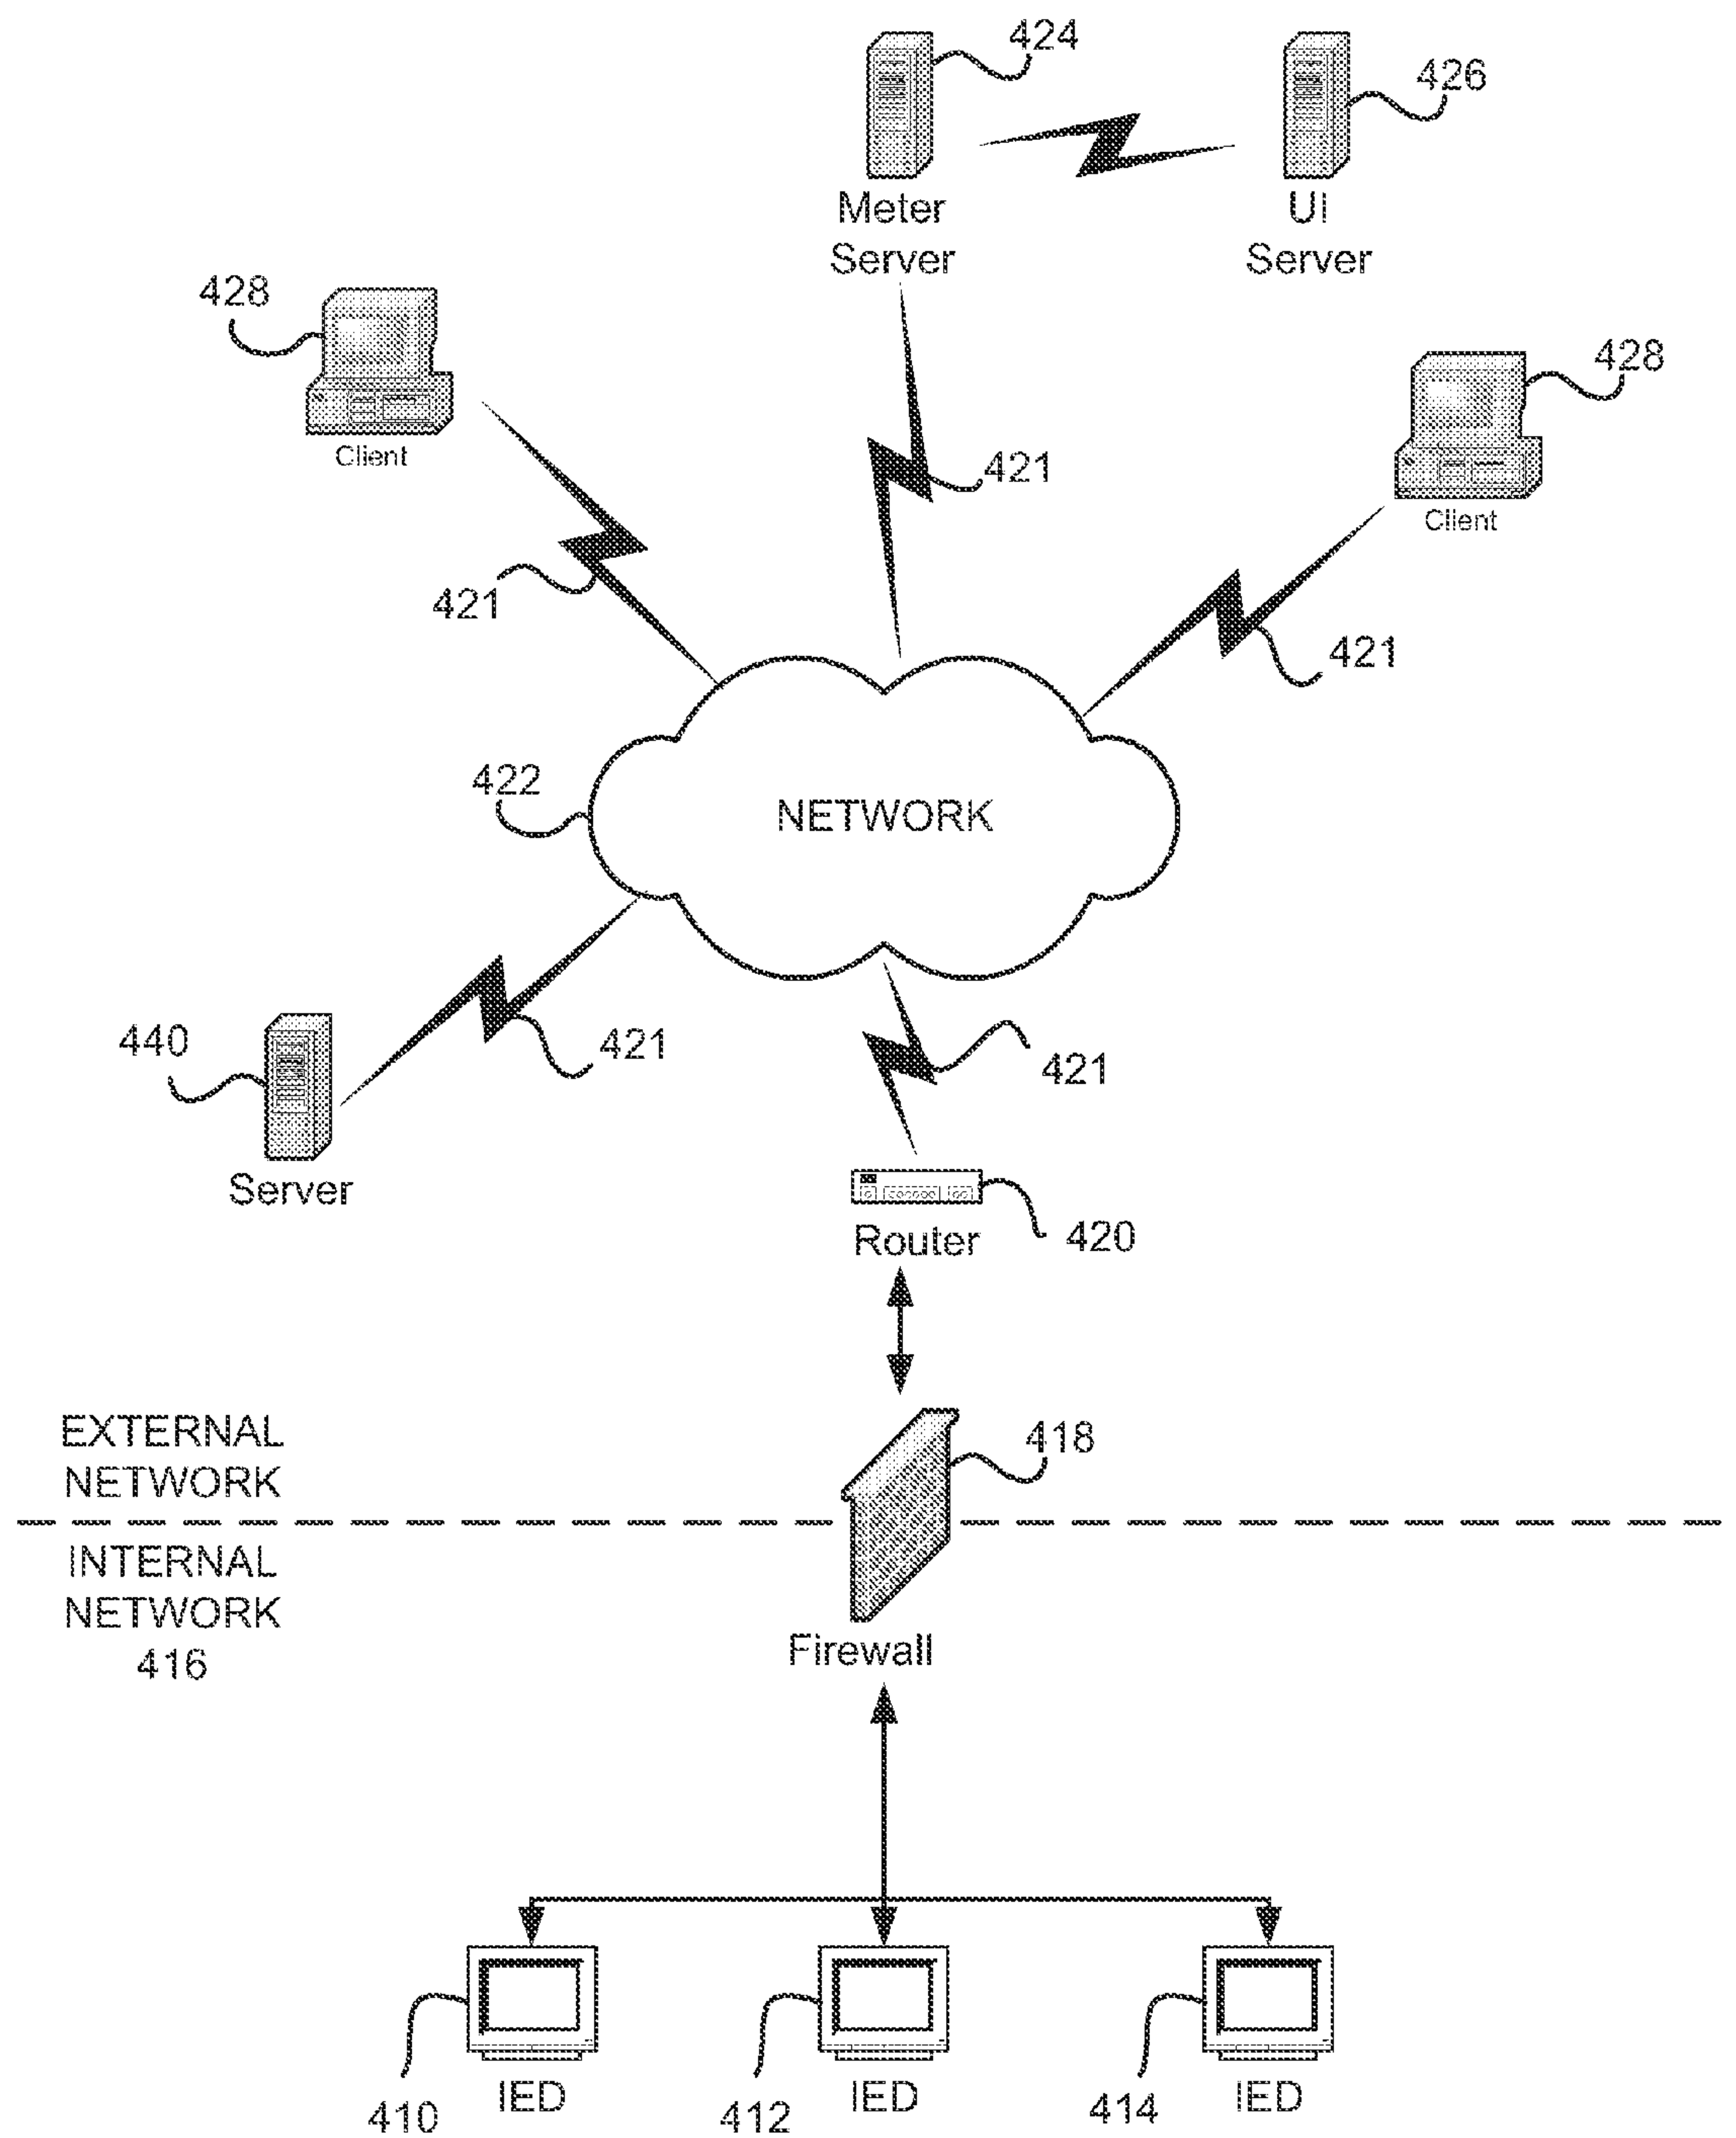 424
426
Meter
Server
UI
Server
428
Client
428
Client
421
421
421
422
NETWORK
440
Server
421
421
Router
420
EXTERNAL
NETWORK
418
INTERNAL
NETWORK
416
Firewall
410
IED
412
IED
414
IED